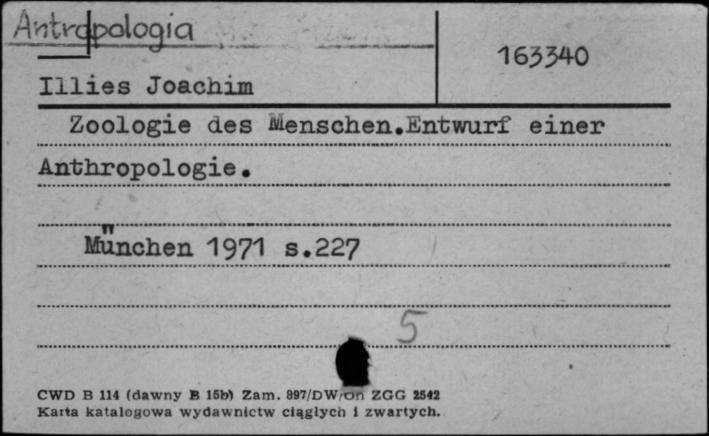 Antropologia
163340
Illies Joachim
Zoologie des Menschen.Entwurf einer
Anthropologie.
München 1971 s.227
5
CWD B 114 (dawny B 15b) Zam. 897/DW/On ZGG 2542
Karta katalogowa wydawnictw ciągłych i zwartych.